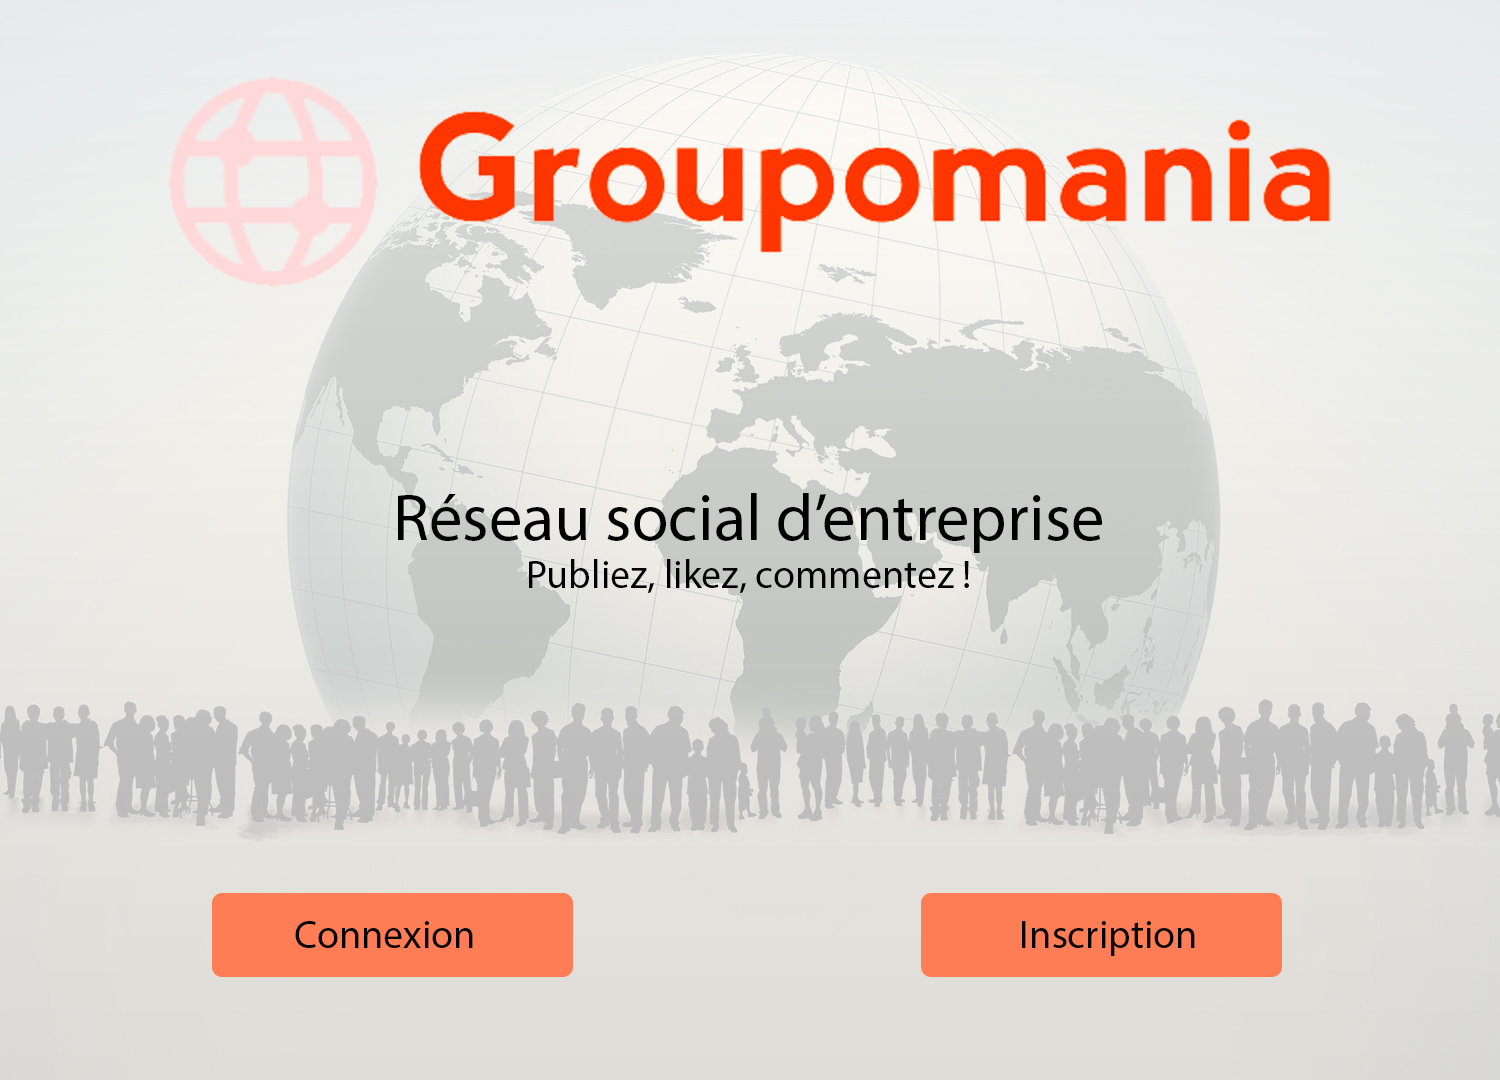 Groupomania
Réseau social d’entreprise
Publiez, likez, commentez !
Connexion
Inscription